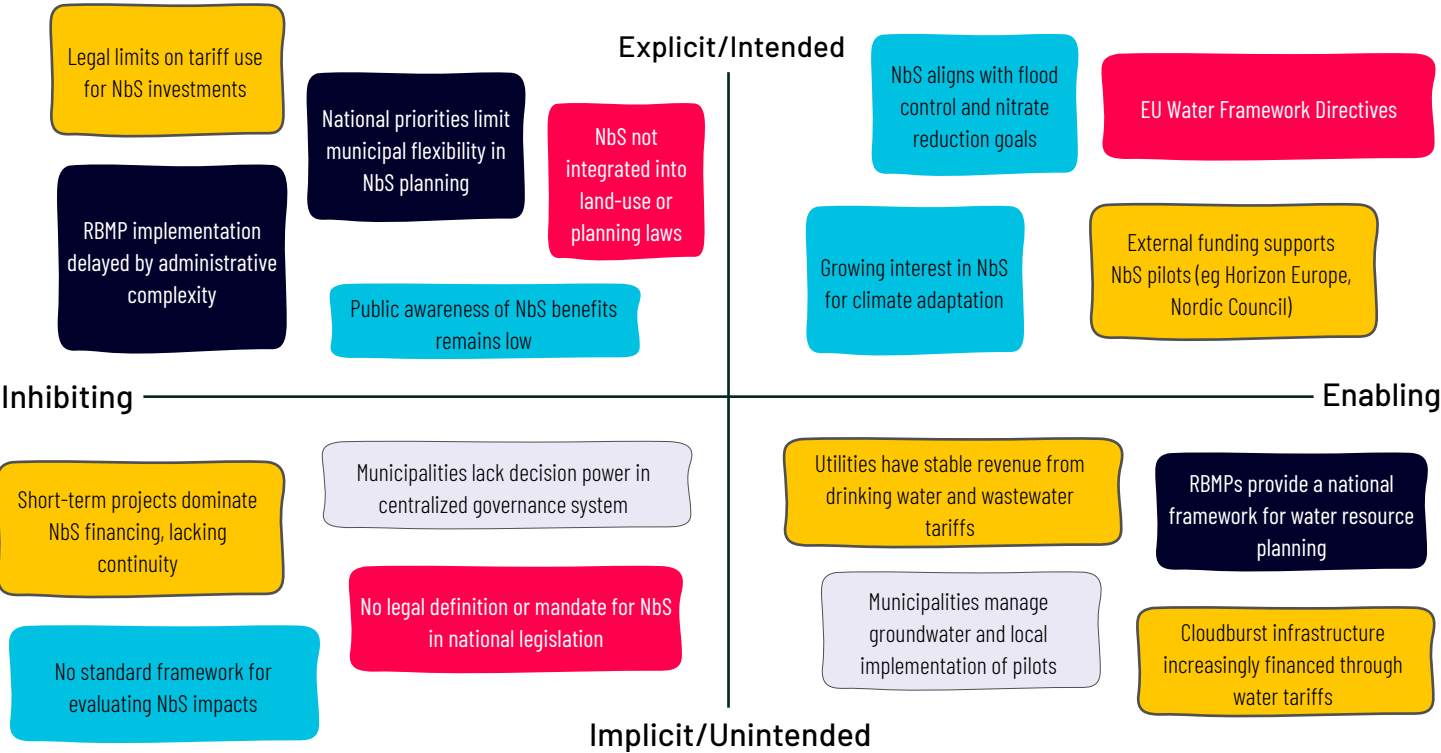 Explicit/Intended
Legal limits on tariff use
for NbS investments
National priorities limit
municipal flexibility in
NbS planning
NbS not
integrated into
land-use or
planning laws
RBMP implementation
delayed by administrative
complexity
Public awareness of NbS benefits
remains low
NbS aligns with flood
control and nitrate
reduction goals
EU Water Framework Directives
Growing interest in NbS
for climate adaptation
External funding supports
NbS pilots (eg Horizon Europe,
Nordic Council)
Inhibiting
Enabling
Short-term projects dominate
NbS financing, lacking
continuity
Municipalities lack decision power in
centralized governance system
No legal definition or mandate for NbS
in national legislation
No standard framework for
evaluating NbS impacts
Utilities have stable revenue from
drinking water and wastewater
tariffs
RBMPs provide a national
framework for water resource
planning
Municipalities manage
groundwater and local
implementation of pilots
Cloudburst infrastructure
increasingly financed through
water tariffs
Implicit/Unintended